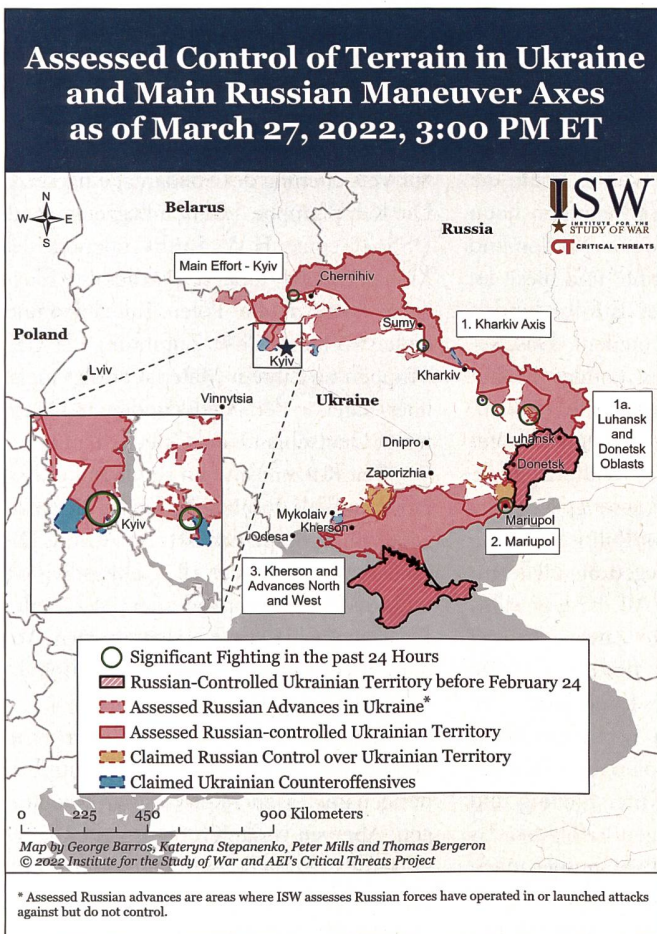 Assessed Control of Terrain in Ukraine
and Main Russian Maneuver Axes
as of March 27, 2022, 3:00 PM ET
N
W E
S
Belarus
Russia
ISW
INSTITUTE FOR THE
STUDY OF WAR
CT CRITICAL THREATS
Main Effort - Kyiv
Chernihiv
Poland
Sumy
1. Kharkiv Axis
Kyiv
Lviv
Kharkiv
Vinnytsia
Ukraine
1a.
Luhansk
and
Donetsk
Oblasts
Dnipro
Luhansk
Zaporizhia
Donetsk
Kyiv
Mykolaiv
Kherson
Mariupol
Odesa
2. Mariupol
3. Kherson and
Advances North
and West
Significant Fighting in the past 24 Hours
Russian-Controlled Ukrainian Territory before February 24
Assessed Russian Advances in Ukraine*
Assessed Russian-controlled Ukrainian Territory
Claimed Russian Control over Ukrainian Territory
Claimed Ukrainian Counteroffensives
0 225 450 900 Kilometers
Map by George Barros, Kateryna Stepanenko, Peter Mills and Thomas Bergeron
© 2022 Institute for the Study of War and AEI's Critical Threats Project
* Assessed Russian advances are areas where ISW assesses Russian forces have operated in or launched attacks
against but do not control.